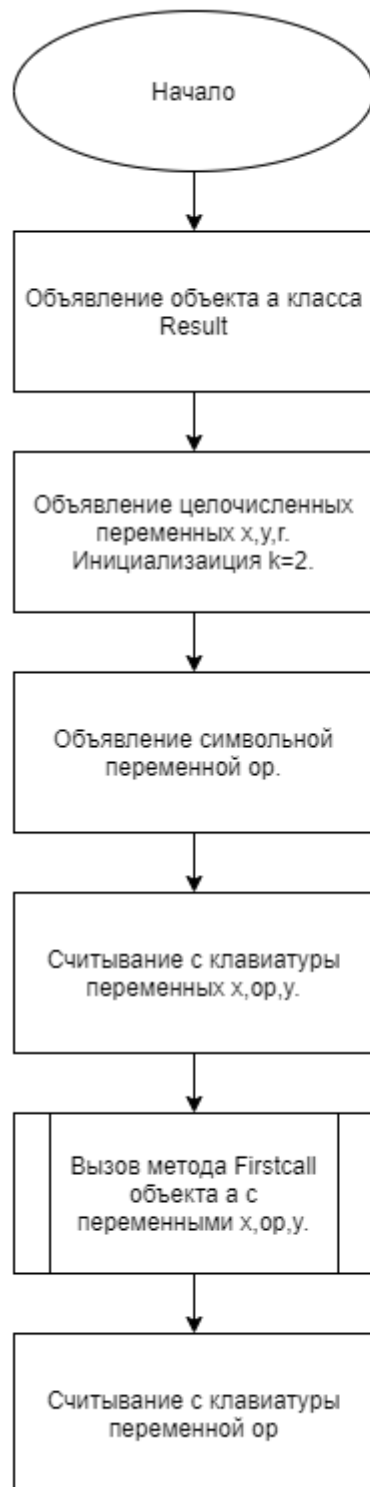 Начало
Объявление объекта a класса
Result
Объявление целочисленных
переменных x,y,r.
Инициализаиция k=2.
Объявление символьной
переменной op.
Считывание с клавиатуры
переменных x,op,y.
Вызов метода Firstcall
объекта a с
переменными x,op,y.
Считывание с клавиатуры
переменной op